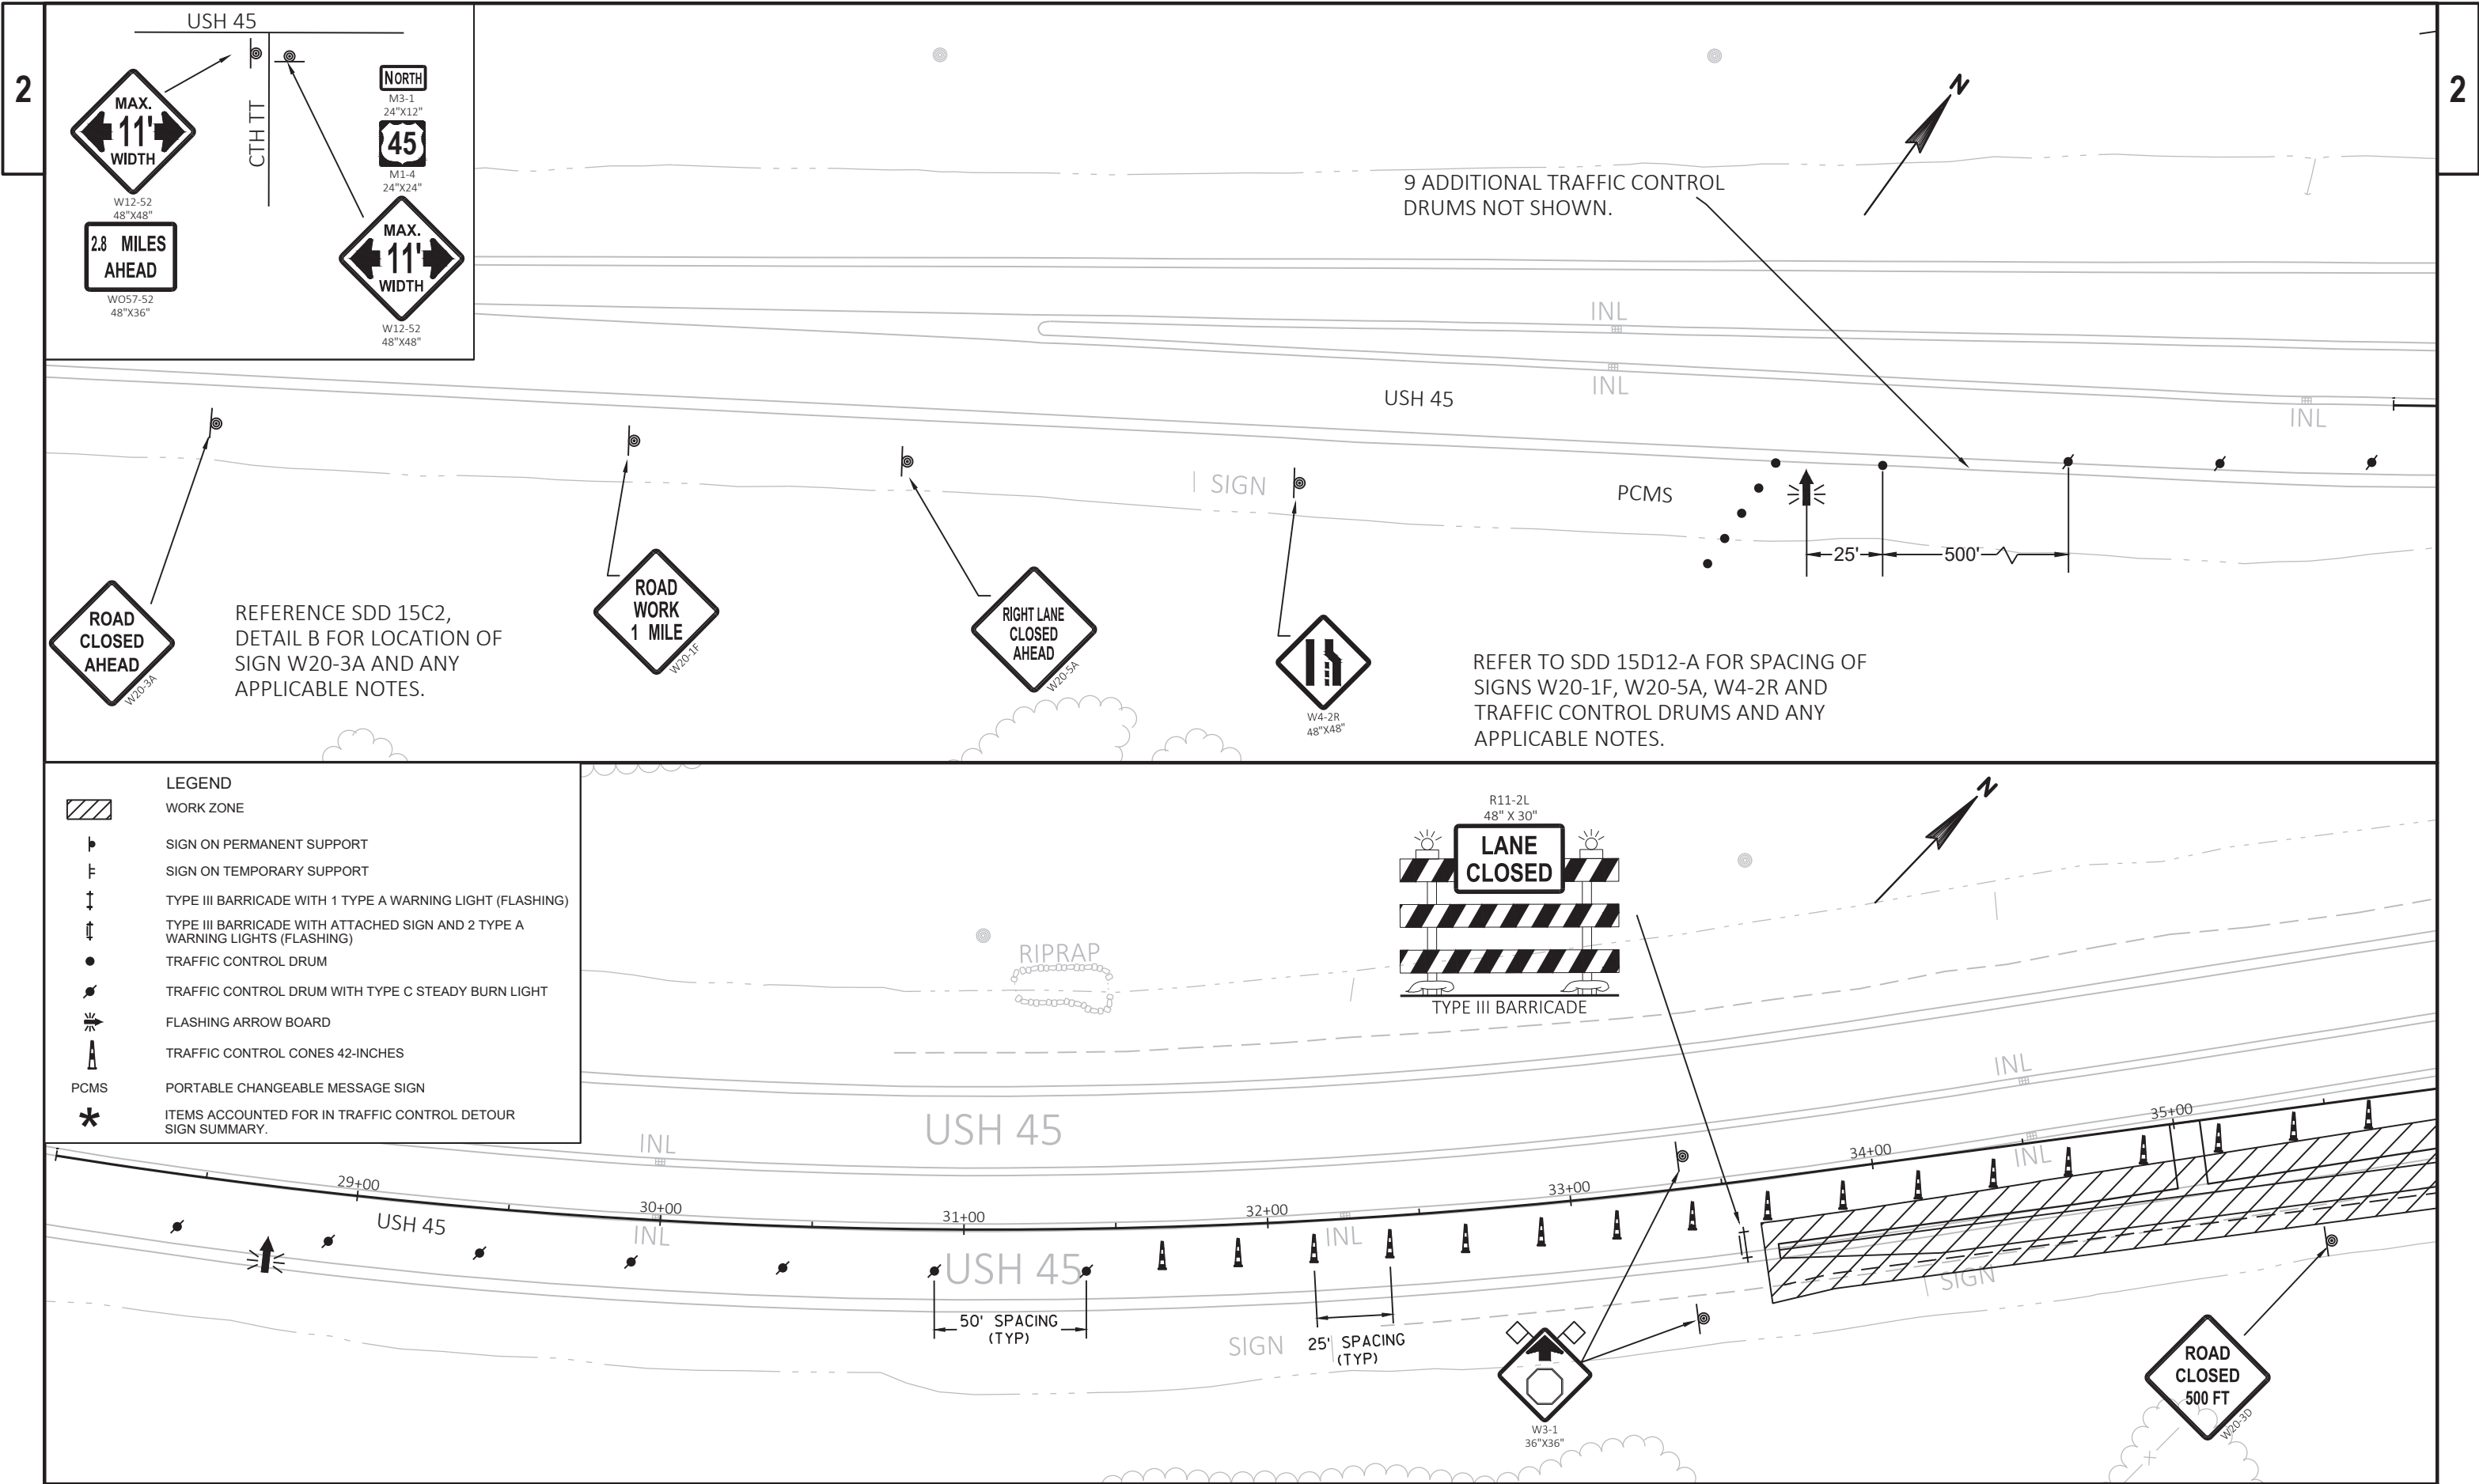 2
2
USH 45
CTH TT
MAX.
11'
WIDTH
W12-52
48"X48"
2.8 MILES
AHEAD
WO57-52
48"X36"
NORTH
M3-1
24"X12"
45
M1-4
24"X24"
MAX.
11'
WIDTH
W12-52
48"X48"
N
9 ADDITIONAL TRAFFIC CONTROL
DRUMS NOT SHOWN.
INL
INL
INL
USH 45
SIGN
PCMS
25'
500'
ROAD
CLOSED
AHEAD
W20-3A
REFERENCE SDD 15C2,
DETAIL B FOR LOCATION OF
SIGN W20-3A AND ANY
APPLICABLE NOTES.
ROAD
WORK
1 MILE
W20-1F
RIGHT LANE
CLOSED
AHEAD
W20-5A
W4-2R
48"X48"
REFER TO SDD 15D12-A FOR SPACING OF
SIGNS W20-1F, W20-5A, W4-2R AND
TRAFFIC CONTROL DRUMS AND ANY
APPLICABLE NOTES.
LEGEND
WORK ZONE
SIGN ON PERMANENT SUPPORT
SIGN ON TEMPORARY SUPPORT
TYPE III BARRICADE WITH 1 TYPE A WARNING LIGHT (FLASHING)
TYPE III BARRICADE WITH ATTACHED SIGN AND 2 TYPE A
WARNING LIGHTS (FLASHING)
TRAFFIC CONTROL DRUM
TRAFFIC CONTROL DRUM WITH TYPE C STEADY BURN LIGHT
FLASHING ARROW BOARD
TRAFFIC CONTROL CONES 42-INCHES
PCMS PORTABLE CHANGEABLE MESSAGE SIGN
* ITEMS ACCOUNTED FOR IN TRAFFIC CONTROL DETOUR
SIGN SUMMARY.
R11-2L
48" X 30"
LANE
CLOSED
TYPE III BARRICADE
N
RIPRAP
USH 45
INL
INL
29+00
30+00
31+00
32+00
33+00
34+00
35+00
USH 45
INL
INL
INL
USH 45
50' SPACING
(TYP)
25' SPACING
(TYP)
SIGN
SIGN
W3-1
36"X36"
ROAD
CLOSED
500 FT
W20-3D